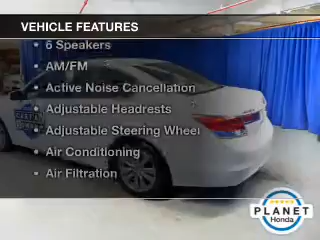 VEHICLE FEATURES
• 6 Speakers
• AM/FM
• Active Noise Cancellation
• Adjustable Headrests
• Adjustable Steering Wheel
• Air Conditioning
• Air Filtration
PLANET
Honda